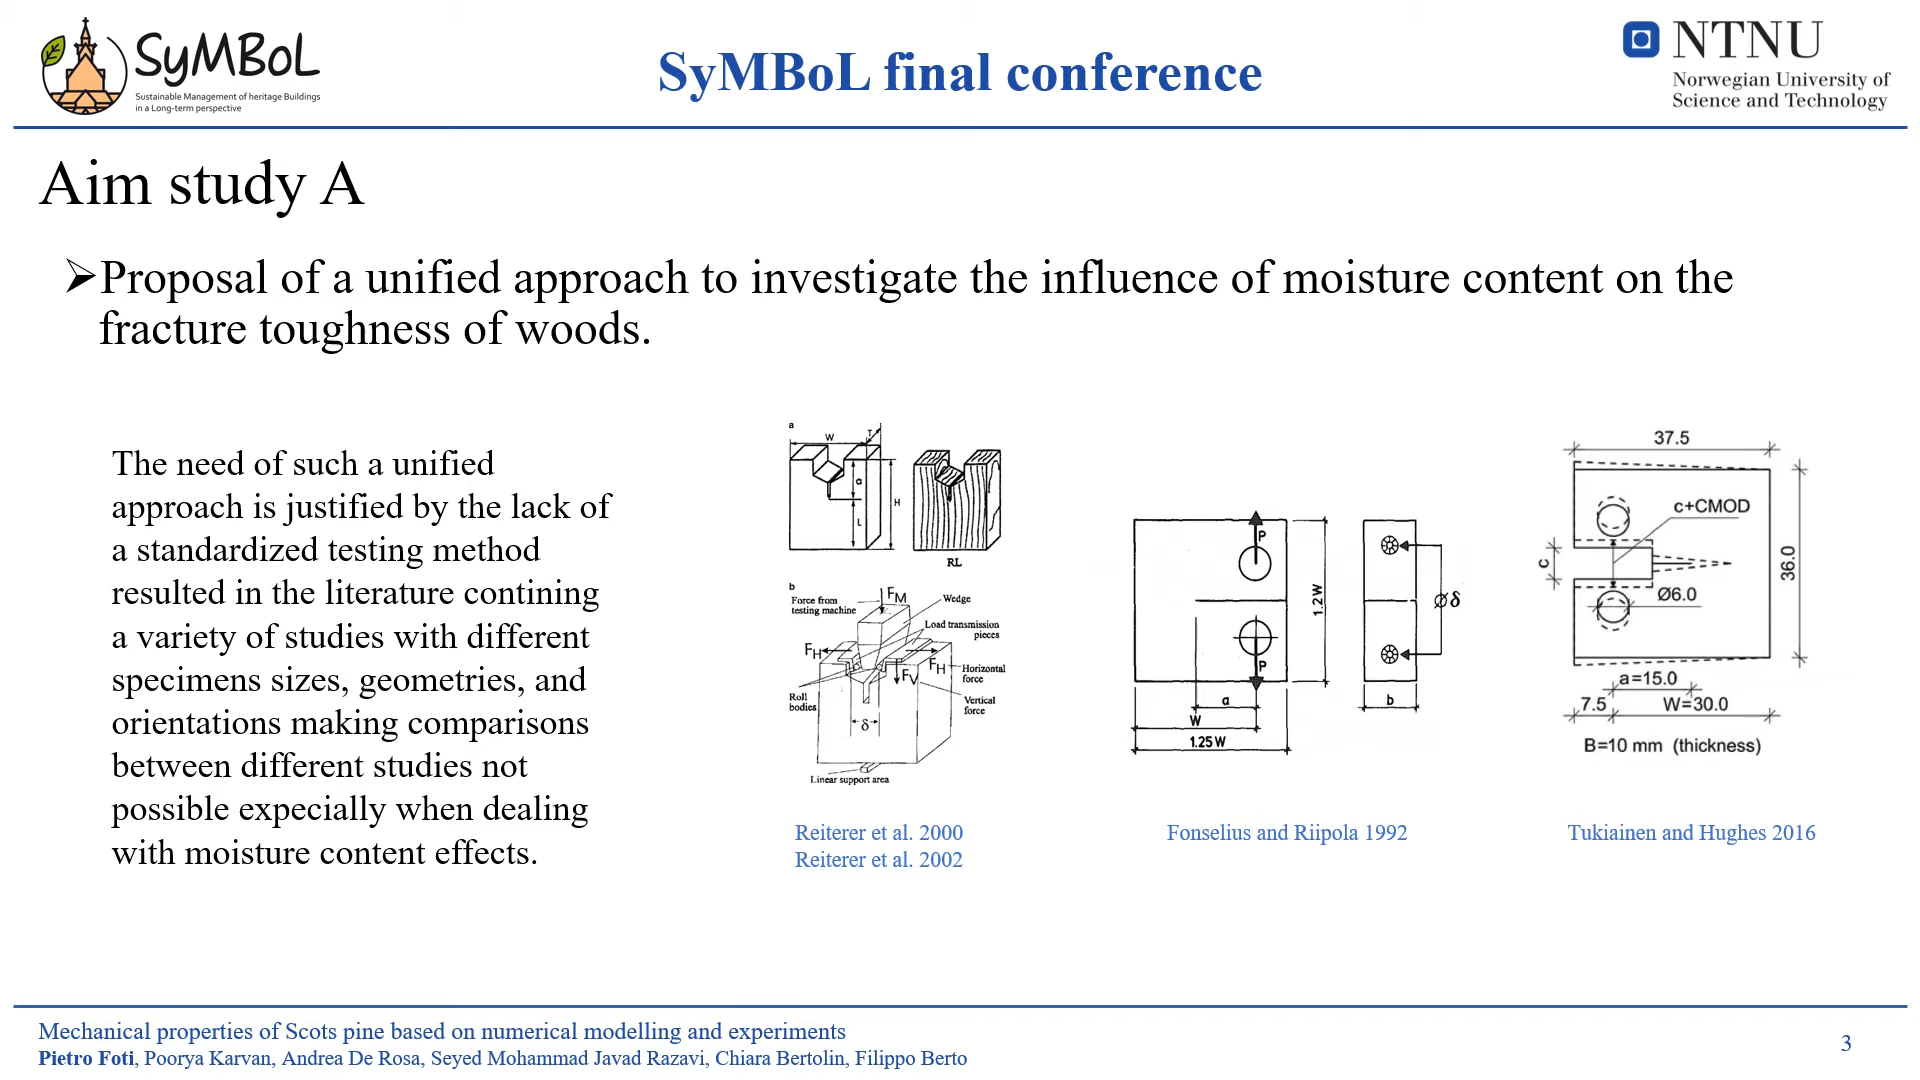 SyMBoL
Sustainable Management of heritage Buildings
in a Long-term perspective
SyMBoL final conference
NTNU
Norwegian University of
Science and Technology
Aim study A
➢Proposal of a unified approach to investigate the influence of moisture content on the
fracture toughness of woods.
The need of such a unified
approach is justified by the lack of
a standardized testing method
resulted in the literature contining
a variety of studies with different
specimens sizes, geometries, and
orientations making comparisons
between different studies not
possible expecially when dealing
with moisture content effects.
a
W
T
a
H
L
RL
b
Force from
testing machine
FM
Wedge
Load transmission
pieces
FH
FH
Horizontal
force
FV
Roll
bodies
Vertical
force
δ
Linear support area
Reiterer et al. 2000
Reiterer et al. 2002
P
1.2W
P
a
W
1.25W
δ
b
Fonselius and Riipola 1992
37.5
c+CMOD
c
36.0
Ø6.0
a=15.0
7.5
W=30.0
B=10 mm (thickness)
Tukiainen and Hughes 2016
Mechanical properties of Scots pine based on numerical modelling and experiments
Pietro Foti, Poorya Karvan, Andrea De Rosa, Seyed Mohammad Javad Razavi, Chiara Bertolin, Filippo Berto
3